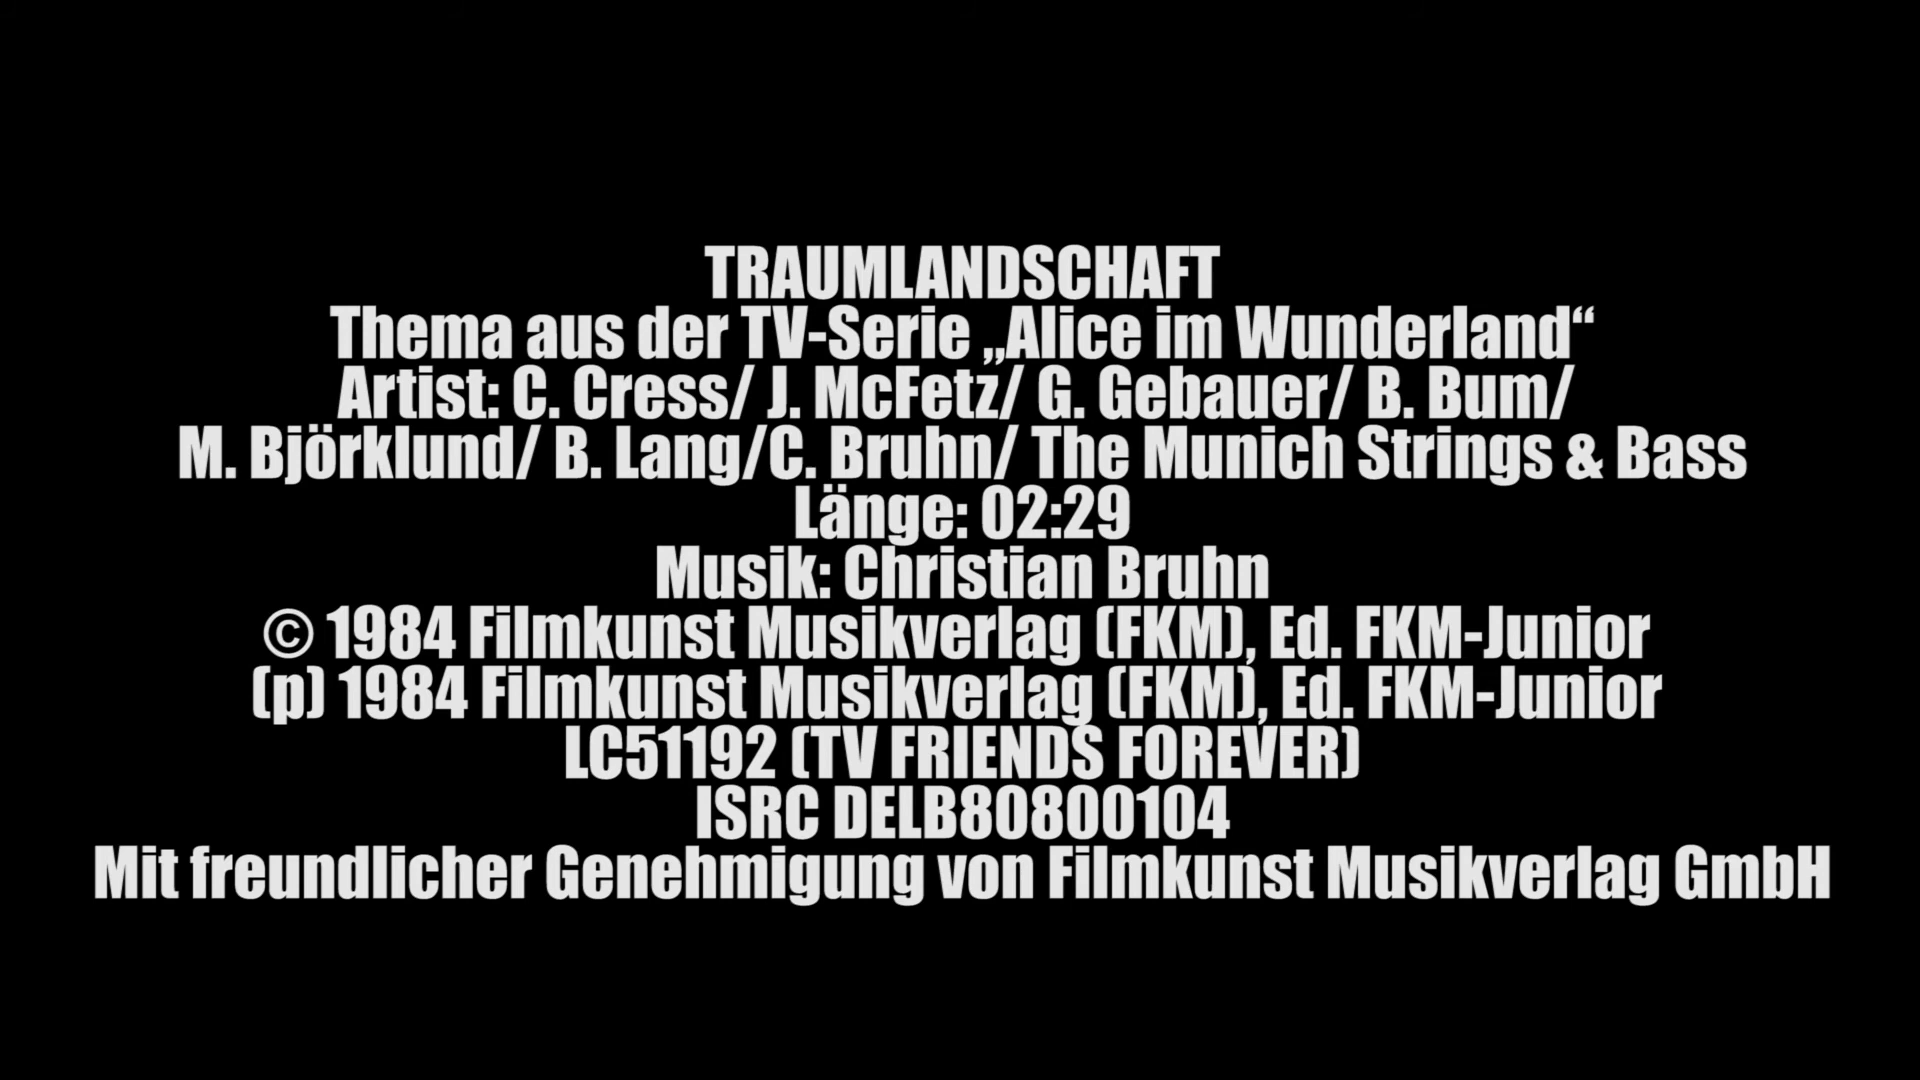 TRAUMLANDSCHAFT
Thema aus der TV-Serie „Alice im Wunderland“
Artist: C. Cress/ J. McFetz/ G. Gebauer/ B. Bum/
M. Björklund/ B. Lang/C. Bruhn/ The Munich Strings & Bass
Länge: 02:29
Musik: Christian Bruhn
© 1984 Filmkunst Musikverlag (FKM), Ed. FKM-Junior
(p) 1984 Filmkunst Musikverlag (FKM), Ed. FKM-Junior
LC51192 (TV FRIENDS FOREVER)
ISRC DELB80800104
Mit freundlicher Genehmigung von Filmkunst Musikverlag GmbH